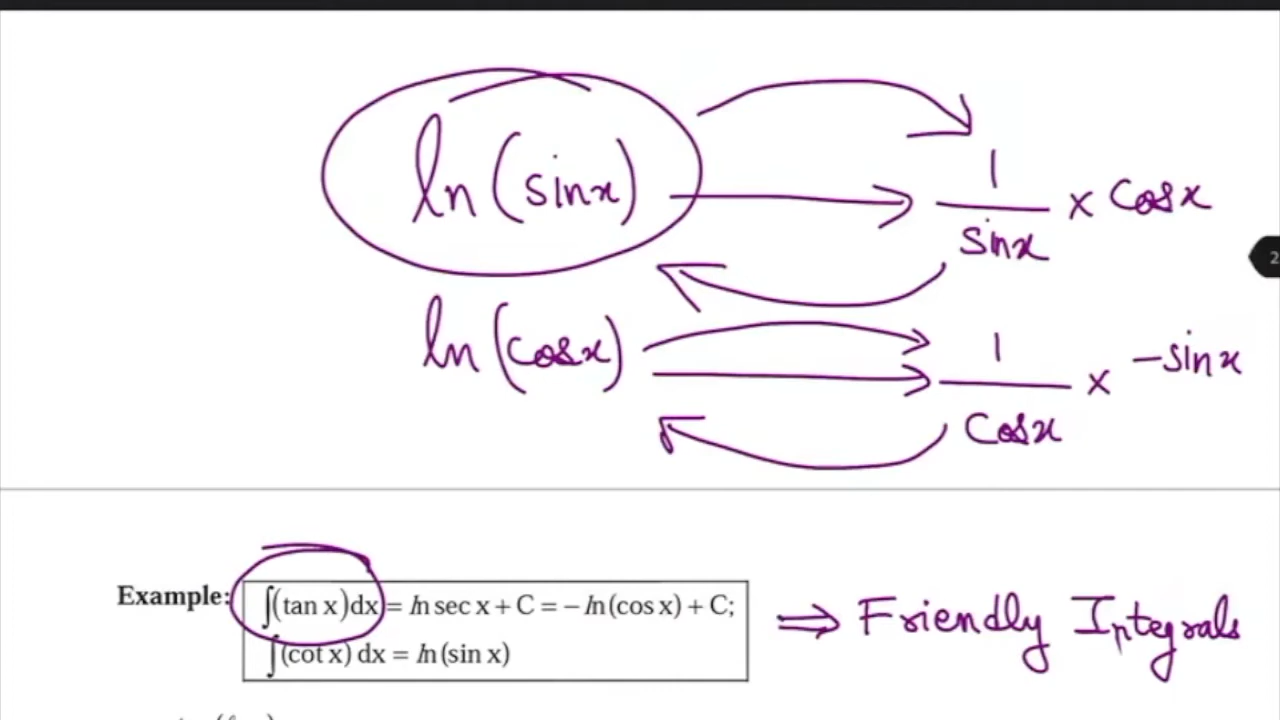 ln(sinx) → 1/sinx × cosx
ln(cosx) → 1/cosx × -sinx
Example: ∫(tan x)dx = ln sec x + C = − ln(cos x) + C; ⇒ Friendly Integrals
∫(cot x) dx = ln(sin x)
2